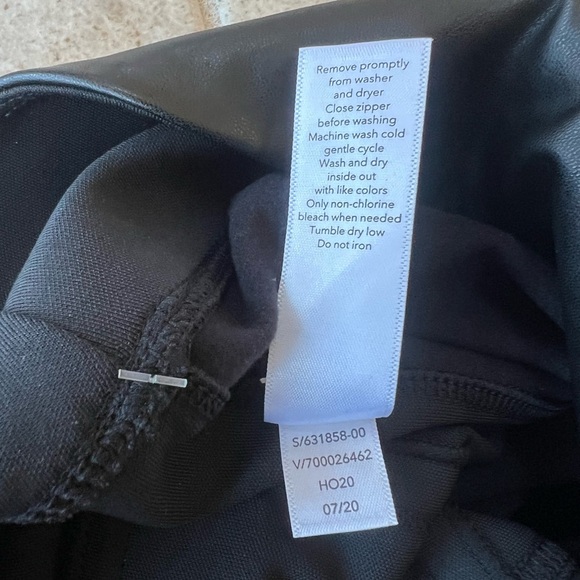 Remove promptly
from washer
and dryer
Close zipper
before washing
Machine wash cold
gentle cycle
Wash and dry
inside out
with like colors
Only non-chlorine
bleach when needed
Tumble dry low
Do not iron
S/631858-00
V/700026462
HO20
07/20